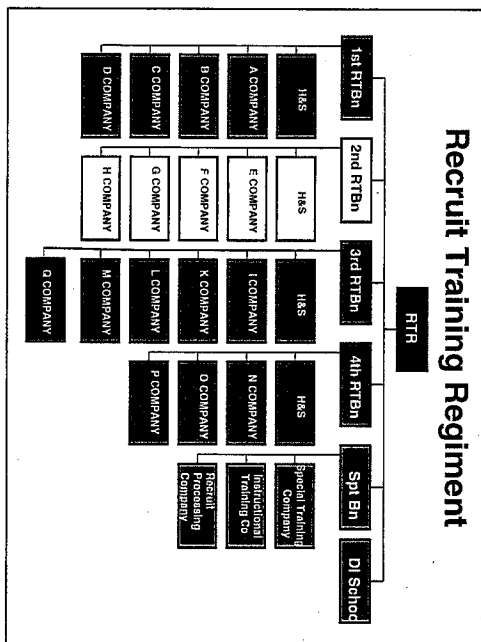 Recruit Training Regiment
RTR
1st RTBn
H&S
A COMPANY
B COMPANY
C COMPANY
D COMPANY
2nd RTBn
H&S
E COMPANY
F COMPANY
G COMPANY
H COMPANY
3rd RTBn
H&S
I COMPANY
K COMPANY
L COMPANY
M COMPANY
Q COMPANY
4th RTBn
H&S
N COMPANY
O COMPANY
P COMPANY
Spt Bn
Special Training
Company
Instructional
Training Co
Recruit
Processing
Company
DI School